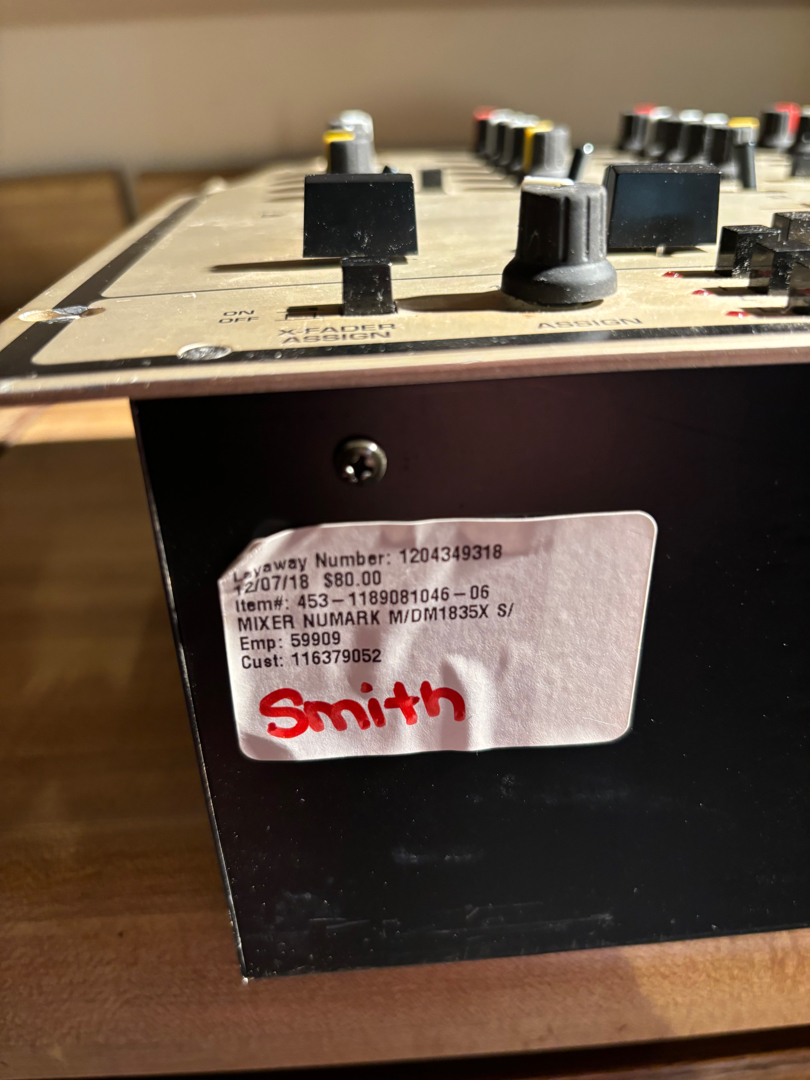 ON
OFF
X-FADER
ASSIGN
ASSIGN
Layaway Number: 1204349318
12/07/18 $80.00
Item#: 453-1189081046-06
MIXER NUMARK M/DM1835X S/
Emp: 59909
Cust: 116379052
Smith